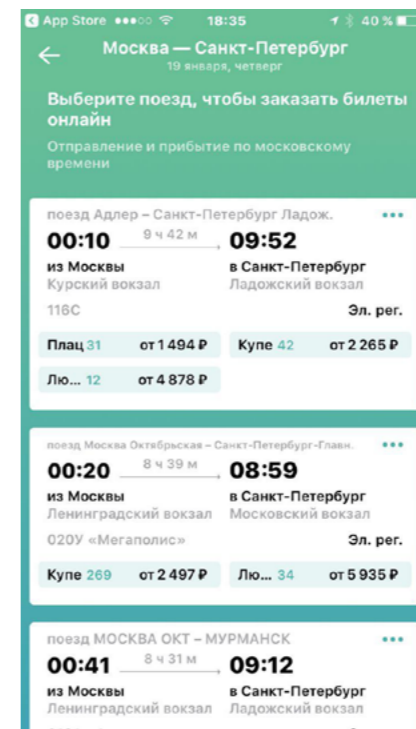 App Store 18:35 40 %
Москва — Санкт-Петербург
19 января, четверг
Выберите поезд, чтобы заказать билеты
онлайн
Отправление и прибытие по московскому
времени
поезд Адлер – Санкт-Петербург Ладож.
00:10 9 ч 42 м 09:52
из Москвы в Санкт-Петербург
Курский вокзал Ладожский вокзал
116С Эл. рег.
Плац 31 от 1 494 ₽ Купе 42 от 2 265 ₽
Лю... 12 от 4 878 ₽
поезд Москва Октябрьская – Санкт-Петербург-Главн.
00:20 8 ч 39 м 08:59
из Москвы в Санкт-Петербург
Ленинградский вокзал Московский вокзал
020У «Мегаполис» Эл. рег.
Купе 269 от 2 497 ₽ Лю... 34 от 5 935 ₽
поезд МОСКВА ОКТ – МУРМАНСК
00:41 8 ч 31 м 09:12
из Москвы в Санкт-Петербург
Ленинградский вокзал Ладожский вокзал